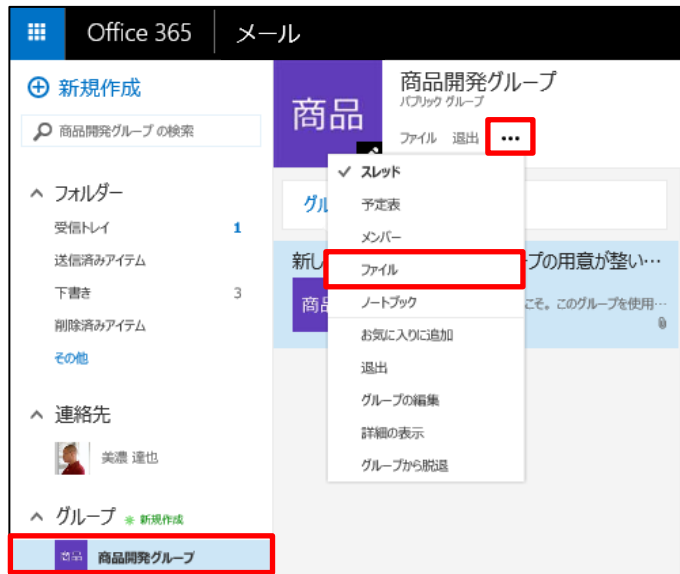 Office 365 メール
新規作成
商品開発グループ の検索
フォルダー
受信トレイ 1
送信済みアイテム
下書き 3
削除済みアイテム
その他
連絡先
美濃 達也
グループ ✳ 新規作成
商品 商品開発グループ
商品
商品開発グループ
パブリック グループ
ファイル 退出 •••
スレッド
予定表
メンバー
ファイル
ノートブック
お気に入りに追加
退出
グループの編集
詳細の表示
グループから脱退
グル
新し
プの用意が整い…
商品
こそ。このグループを使用…